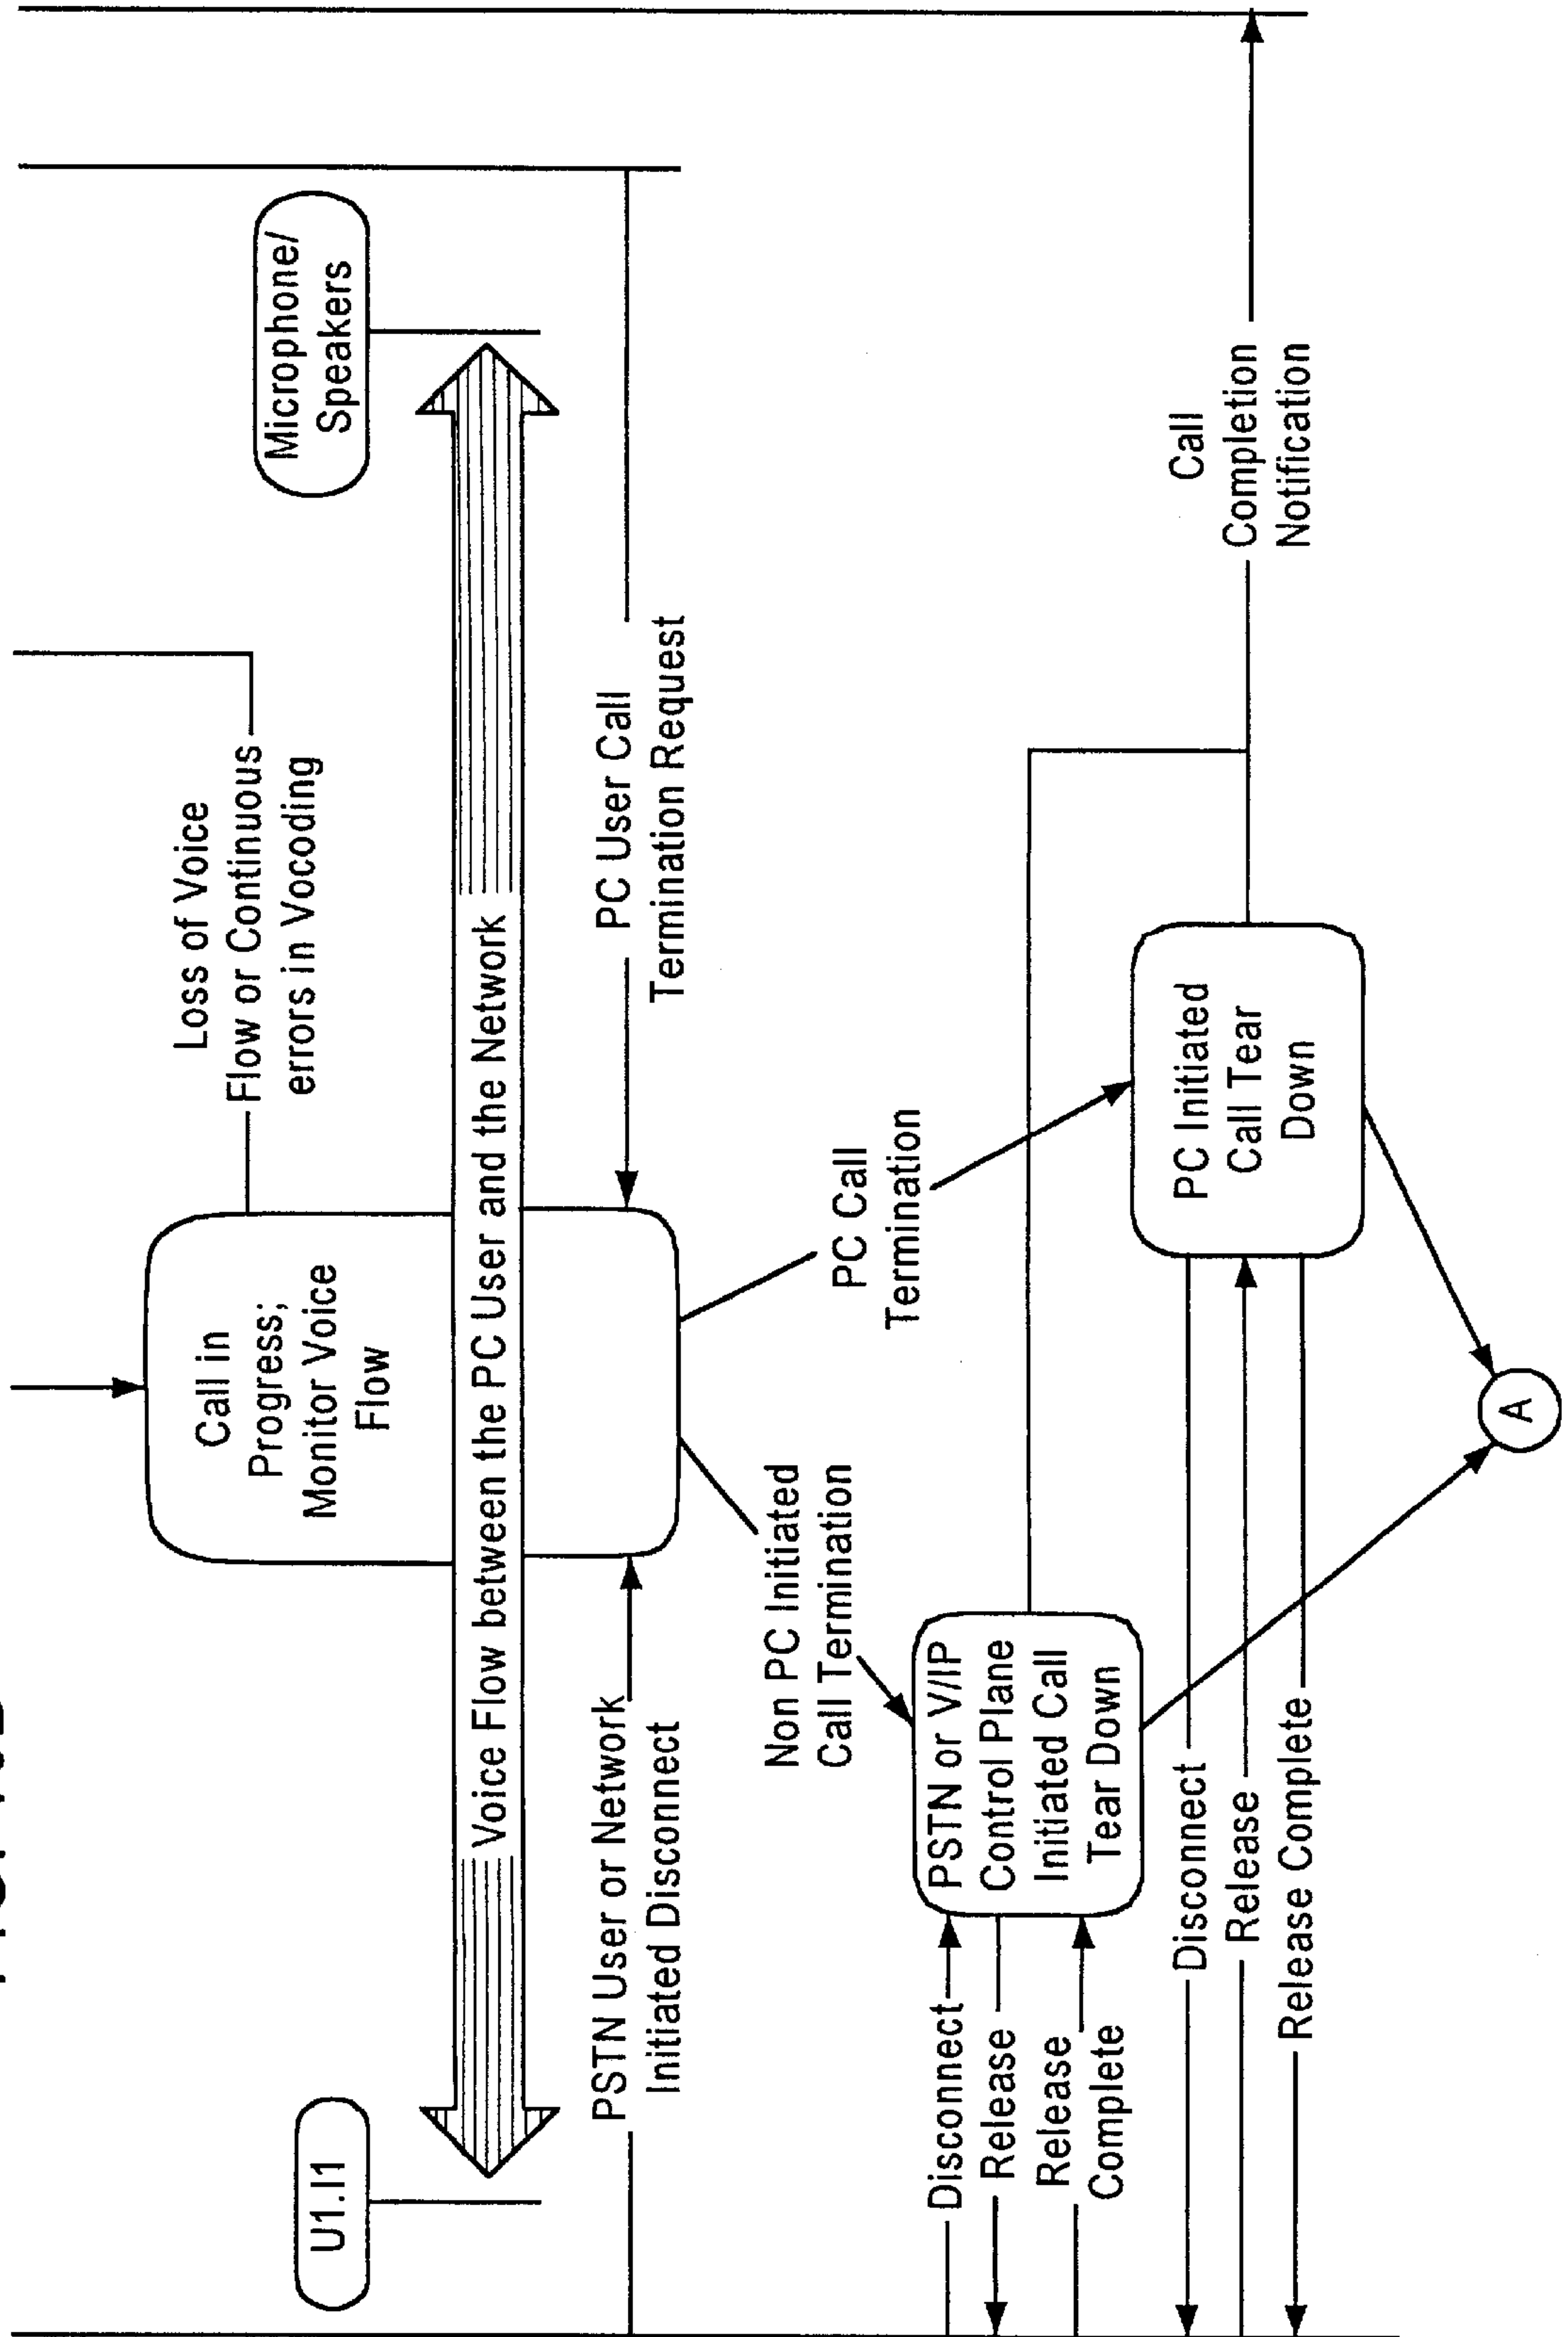 U1.I1
Microphone/
Speakers
Call in
Progress;
Monitor Voice
Flow
Loss of Voice
Flow or Continuous
errors in Vocoding
Voice Flow between the PC User and the Network
PSTN User or Network
Initiated Disconnect
PC User Call
Termination Request
Non PC Initiated
Call Termination
PC Call
Termination
PSTN or V/IP
Control Plane
Initiated Call
Tear Down
Disconnect
Release
Release
Complete
PC Initiated
Call Tear
Down
Call
Completion
Notification
Disconnect
Release
Release Complete
A